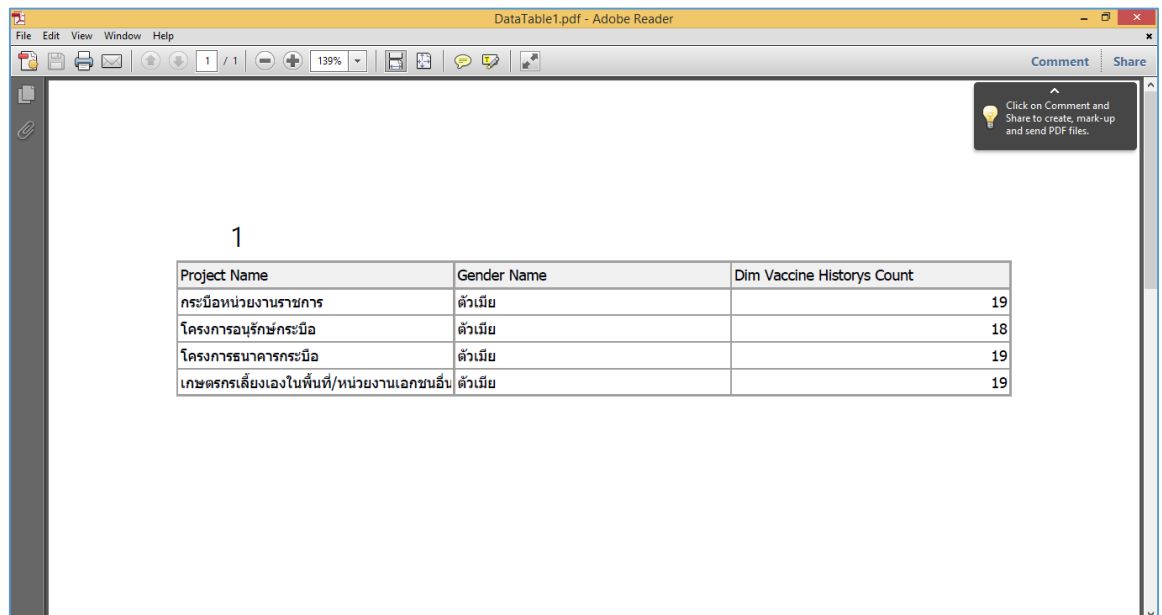 DataTable1.pdf - Adobe Reader
File Edit View Window Help
1 / 1 139% Comment Share
Click on Comment and
Share to create, mark-up
and send PDF files.
1
Project Name Gender Name Dim Vaccine Historys Count
กระบือหน่วยงานราชการ ตัวเมีย 19
โครงการอนุรักษ์กระบือ ตัวเมีย 18
โครงการธนาคารกระบือ ตัวเมีย 19
เกษตรกรเลี้ยงเองในพื้นที่/หน่วยงานเอกชนอื่น ตัวเมีย 19